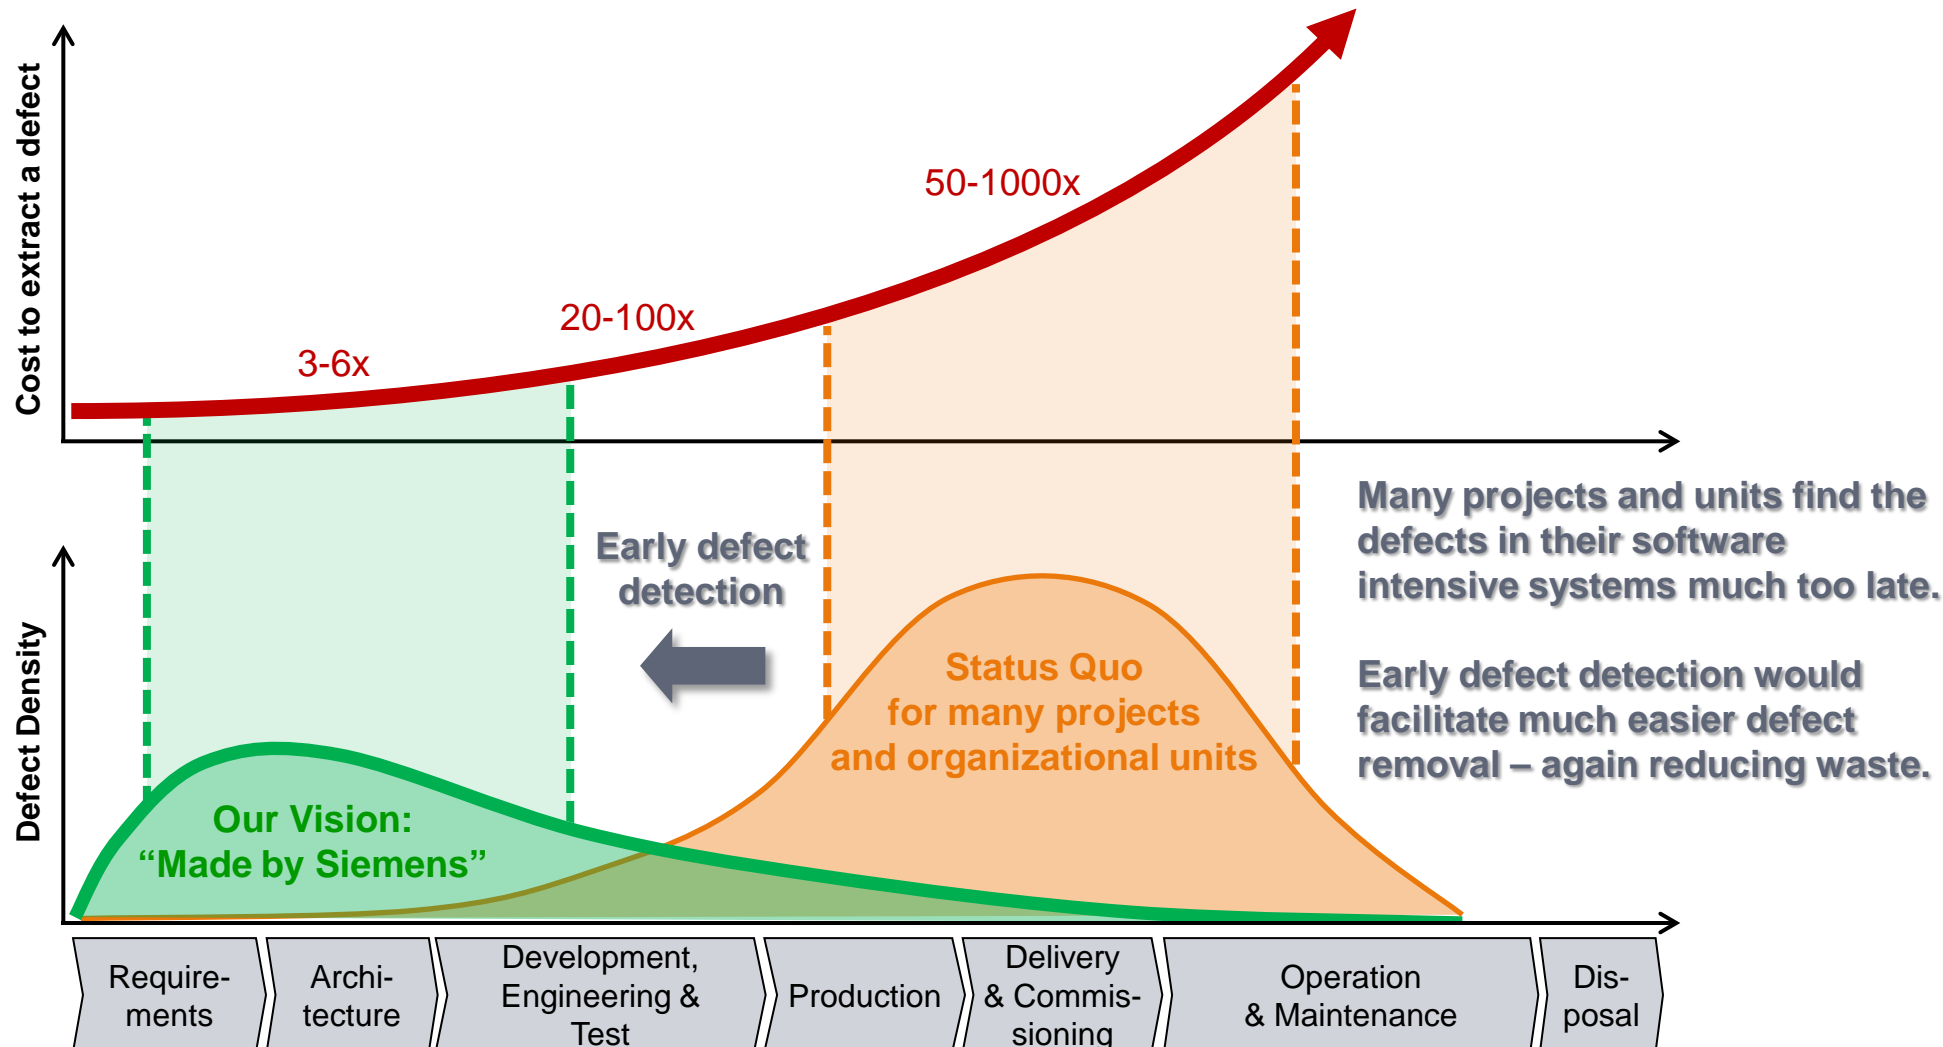 Cost to extract a defect
3-6x
20-100x
50-1000x
Defect Density
Early defect
detection
Our Vision:
“Made by Siemens”
Status Quo
for many projects
and organizational units
Many projects and units find the
defects in their software
intensive systems much too late.
Early defect detection would
facilitate much easier defect
removal – again reducing waste.
Require-
ments
Archi-
tecture
Development,
Engineering &
Test
Production
Delivery
& Commis-
sioning
Operation
& Maintenance
Dis-
posal